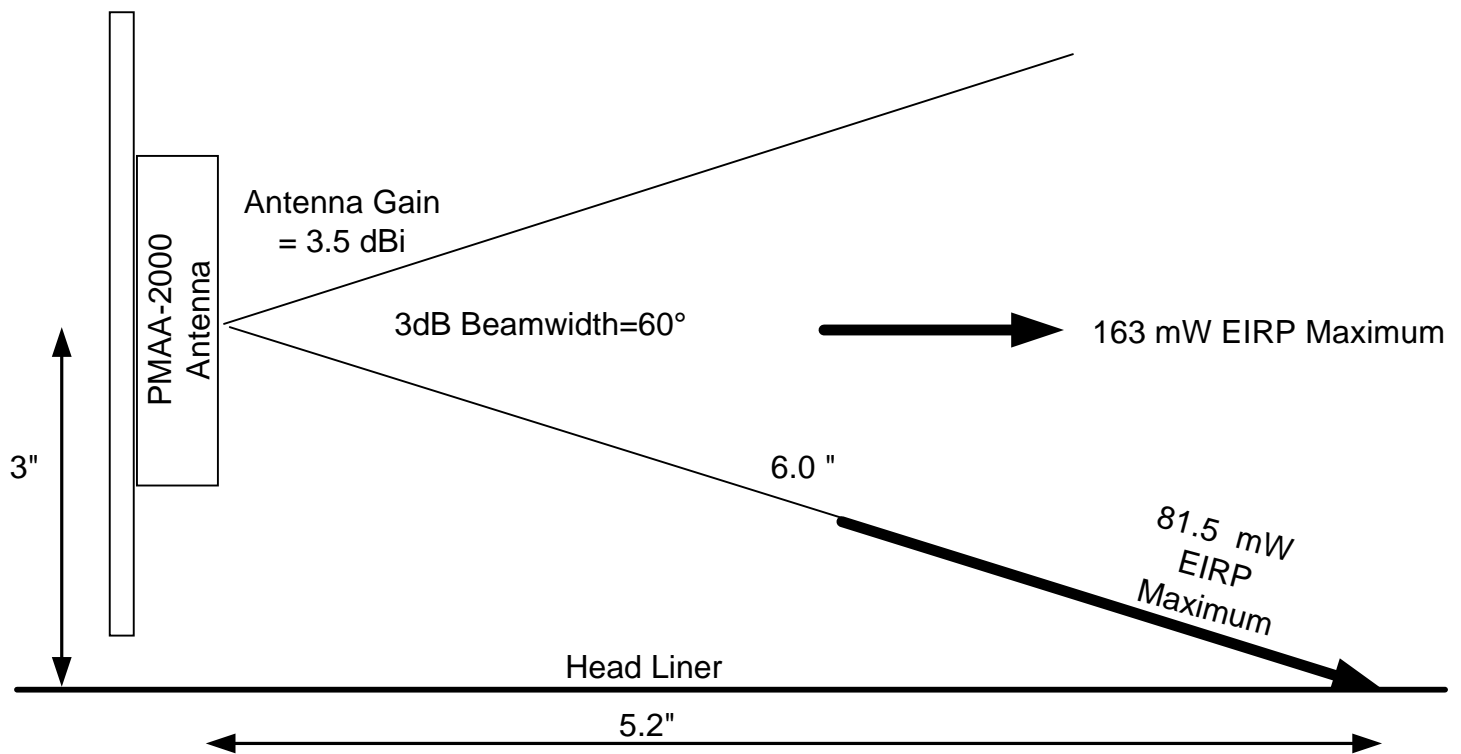 Antenna Gain
= 3.5 dBi
PMAA-2000
Antenna
3dB Beamwidth=60°
163 mW EIRP Maximum
3"
6.0 "
81.5 mW
EIRP
Maximum
Head Liner
5.2"